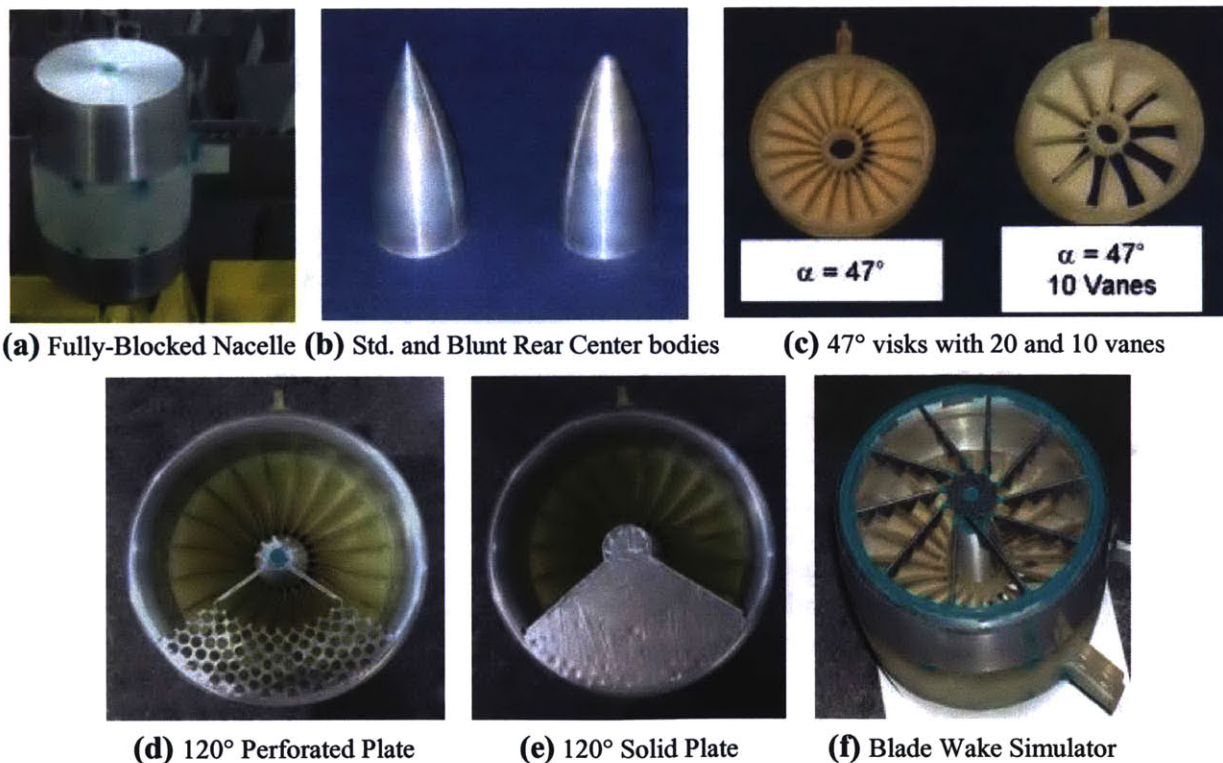 α = 47°
α = 47°
10 Vanes
(a) Fully-Blocked Nacelle (b) Std. and Blunt Rear Center bodies (c) 47° visks with 20 and 10 vanes
(d) 120° Perforated Plate (e) 120° Solid Plate (f) Blade Wake Simulator